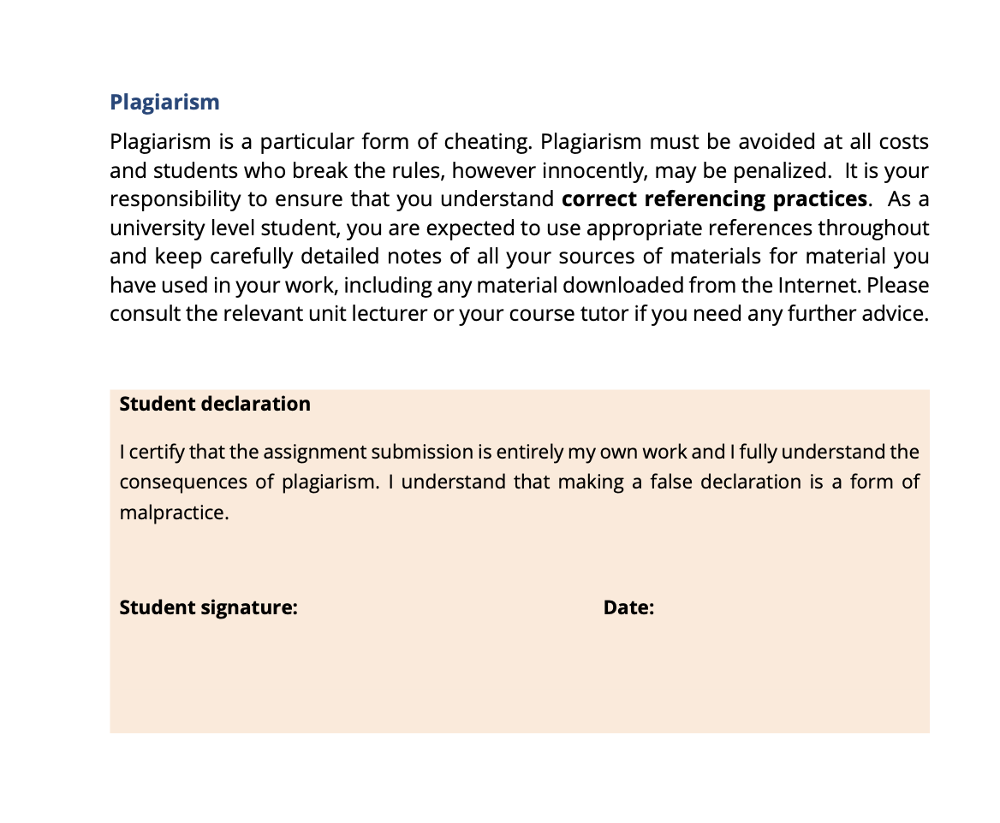 Plagiarism
Plagiarism is a particular form of cheating. Plagiarism must be avoided at all costs
and students who break the rules, however innocently, may be penalized.  It is your
responsibility to ensure that you understand correct referencing practices.  As a
university level student, you are expected to use appropriate references throughout
and keep carefully detailed notes of all your sources of materials for material you
have used in your work, including any material downloaded from the Internet. Please
consult the relevant unit lecturer or your course tutor if you need any further advice.
Student declaration
I certify that the assignment submission is entirely my own work and I fully understand the
consequences of plagiarism. I understand that making a false declaration is a form of
malpractice.
Student signature: Date: